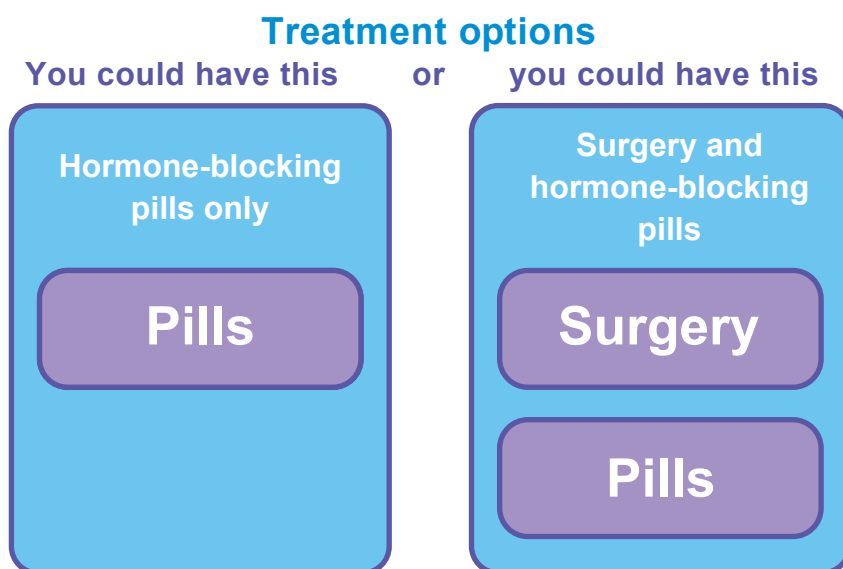 Treatment options
You could have this or you could have this
Hormone-blocking
pills only
Pills
Surgery and
hormone-blocking
pills
Surgery
Pills